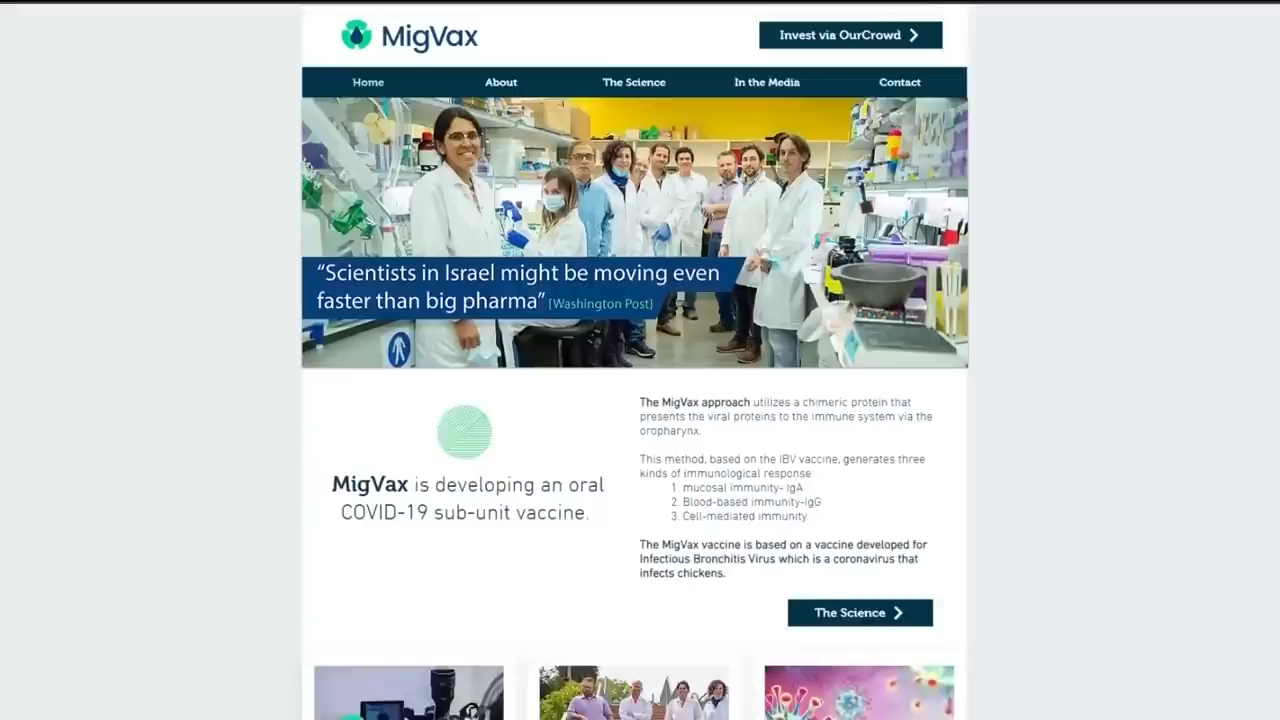 MigVax
Invest via OurCrowd
Home
About
The Science
In the Media
Contact
“Scientists in Israel might be moving even
faster than big pharma” [Washington Post]
MigVax is developing an oral
COVID-19 sub-unit vaccine.
The MigVax approach utilizes a chimeric protein that
presents the viral proteins to the immune system via the
oropharynx.
This method, based on the IBV vaccine, generates three
kinds of immunological response:
1. mucosal immunity- IgA
2. Blood-based immunity-IgG
3. Cell-mediated immunity.
The MigVax vaccine is based on a vaccine developed for
Infectious Bronchitis Virus which is a coronavirus that
infects chickens.
The Science